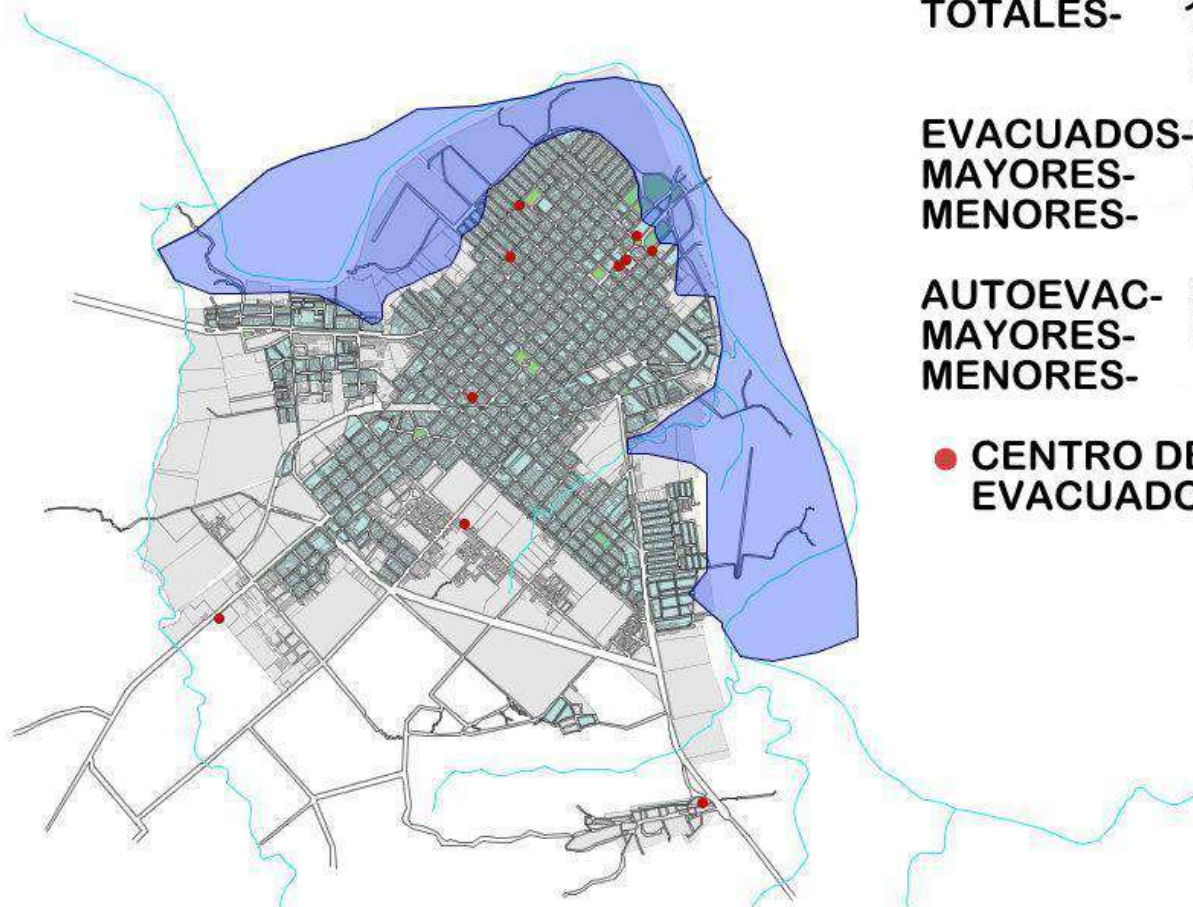 TOTALES-
EVACUADOS-
MAYORES-
MENORES-
AUTOEVAC-
MAYORES-
MENORES-
CENTRO DE
EVACUADO